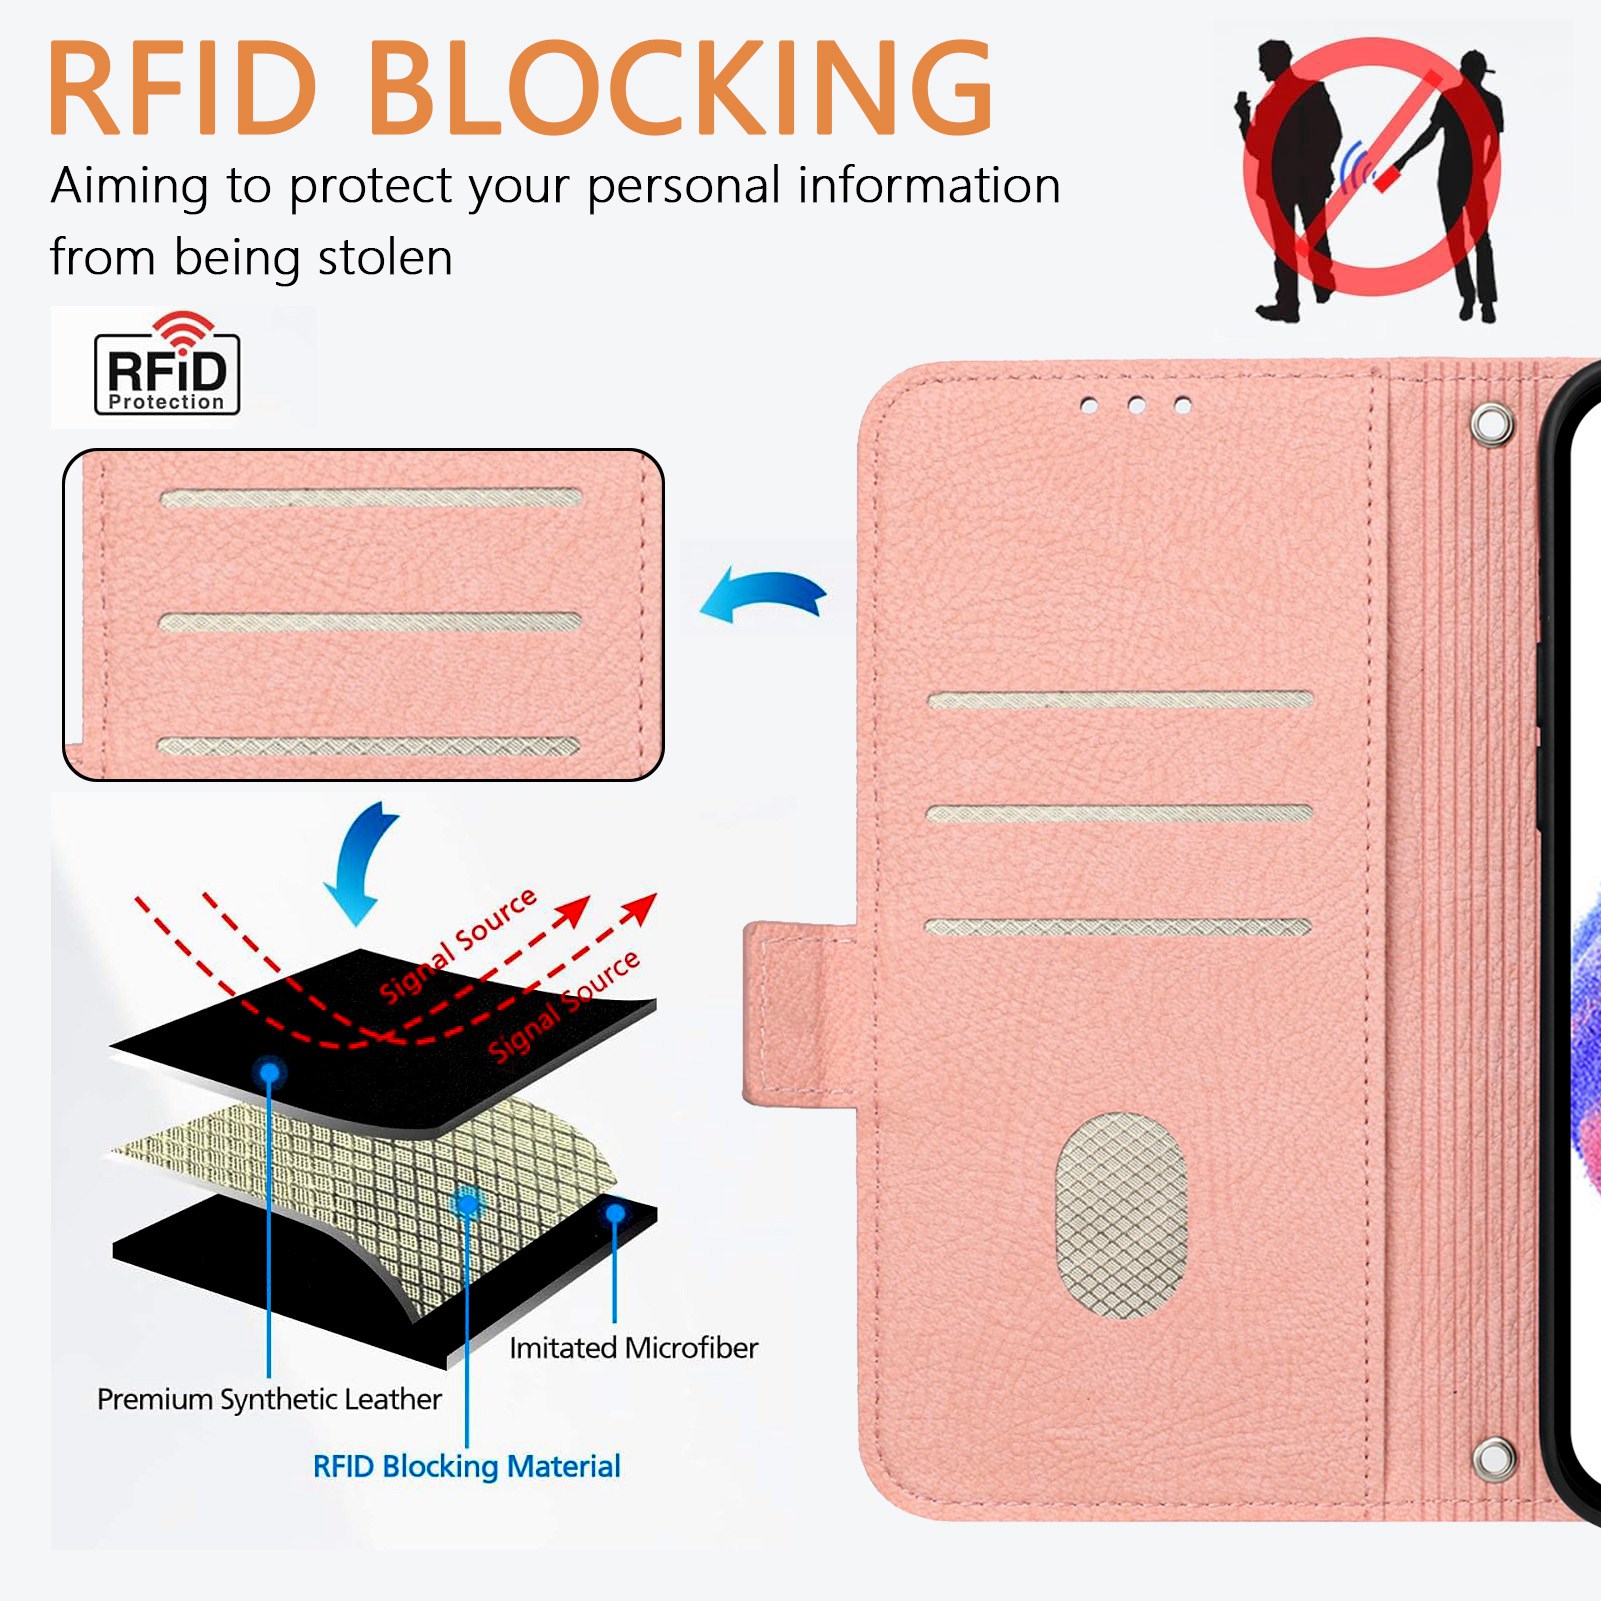 RFID BLOCKING
Aiming to protect your personal information
from being stolen
RFiD
Protection
Signal Source
Signal Source
Imitated Microfiber
Premium Synthetic Leather
RFID Blocking Material